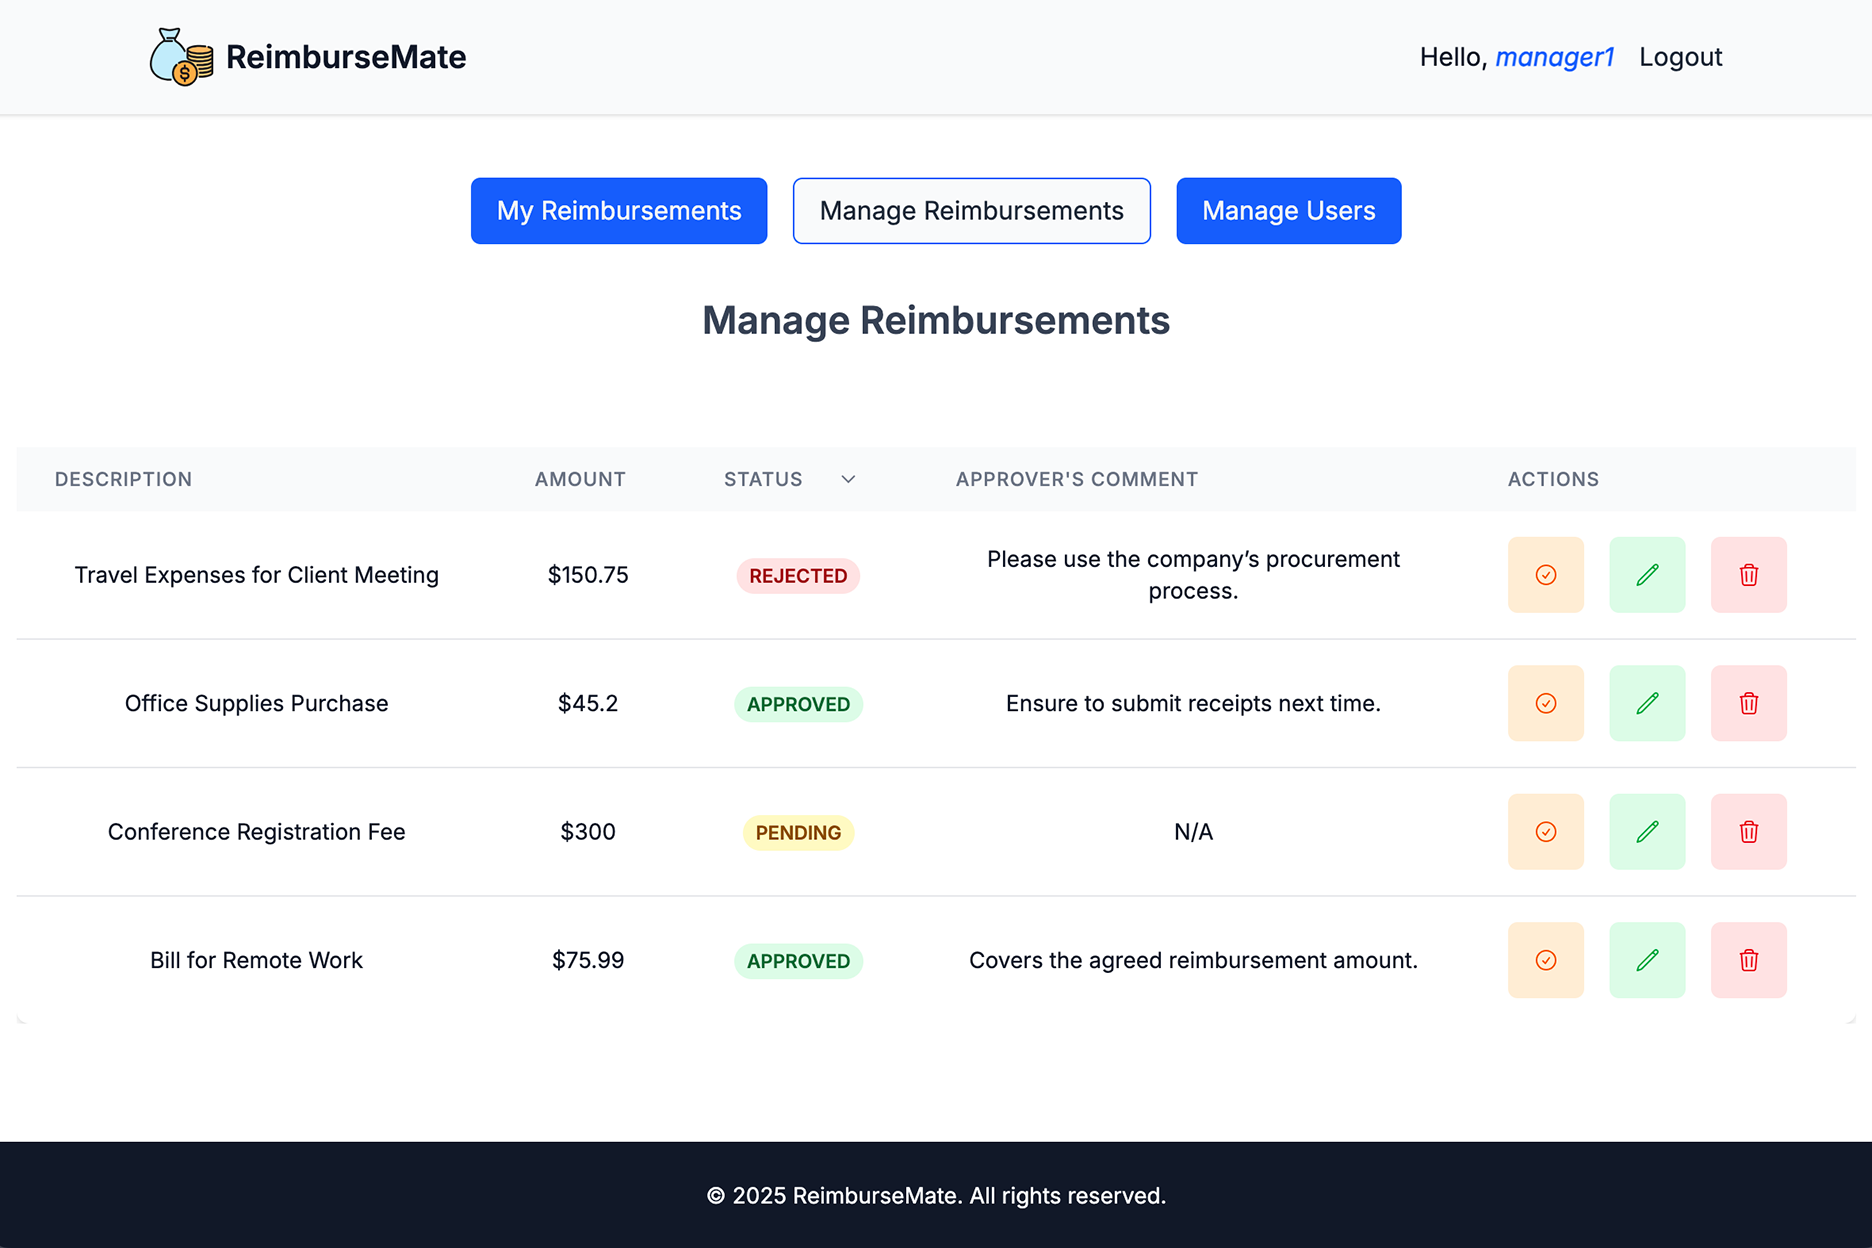 ReimburseMate
Hello, manager1 Logout
My Reimbursements
Manage Reimbursements
Manage Users
Manage Reimbursements
DESCRIPTION AMOUNT STATUS APPROVER'S COMMENT ACTIONS
Travel Expenses for Client Meeting $150.75 REJECTED Please use the company’s procurement
process.
Office Supplies Purchase $45.2 APPROVED Ensure to submit receipts next time.
Conference Registration Fee $300 PENDING N/A
Bill for Remote Work $75.99 APPROVED Covers the agreed reimbursement amount.
© 2025 ReimburseMate. All rights reserved.